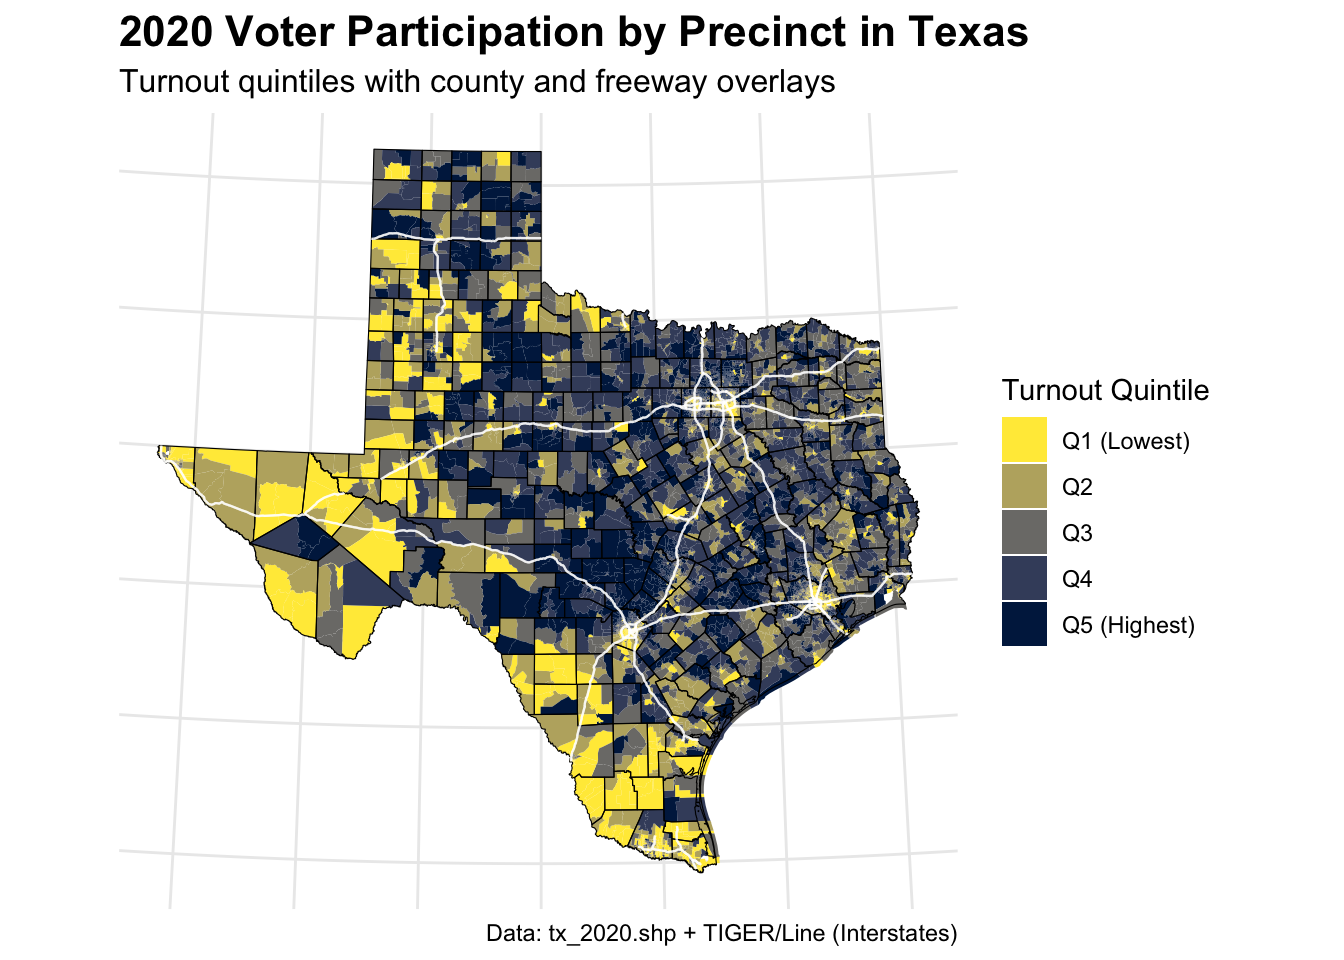 2020 Voter Participation by Precinct in Texas
Turnout quintiles with county and freeway overlays
Turnout Quintile
Q1 (Lowest)
Q2
Q3
Q4
Q5 (Highest)
Data: tx_2020.shp + TIGER/Line (Interstates)